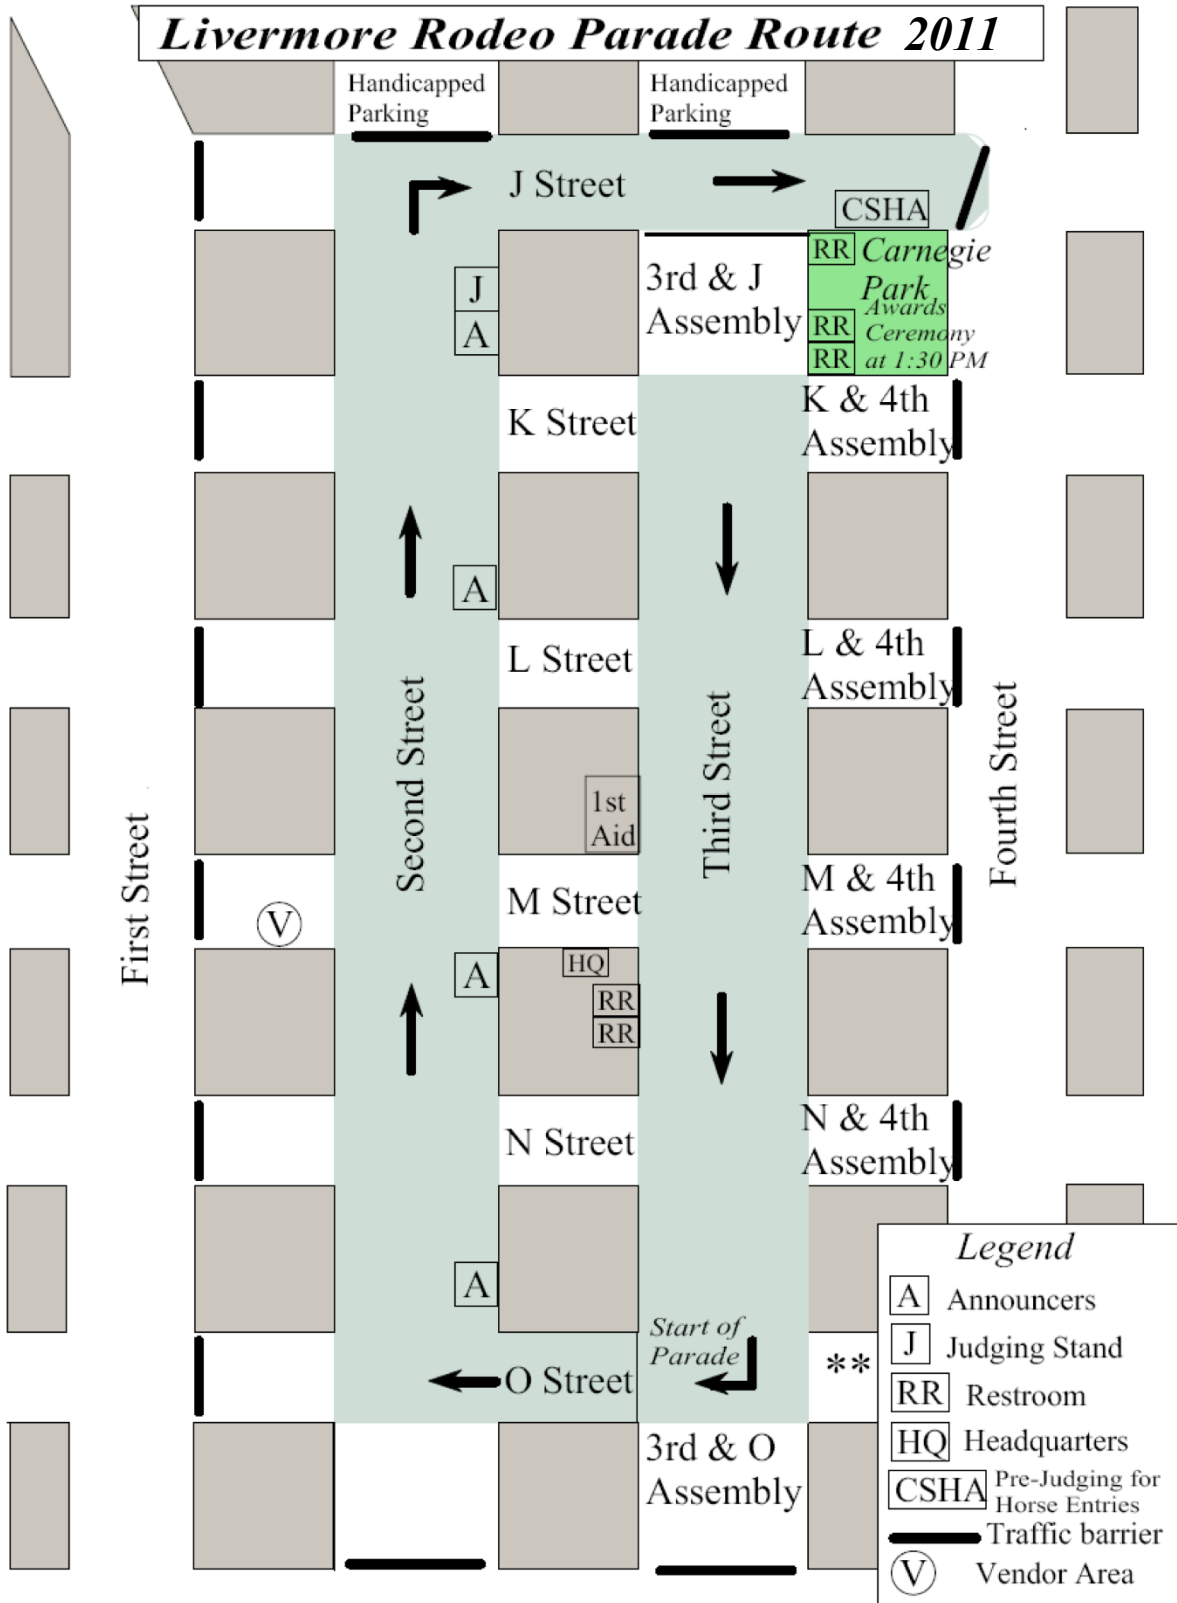 Livermore Rodeo Parade Route 2011
Handicapped
Parking
Handicapped
Parking
J Street
CSHA
RR
Carnegie
Park
J
A
3rd & J
Assembly
RR
RR
Awards
Ceremony
at 1:30 PM
K Street
K & 4th
Assembly
A
L Street
L & 4th
Assembly
Second Street
Third Street
Fourth Street
First Street
1st
Aid
M Street
M & 4th
Assembly
V
A
HQ
RR
RR
N Street
N & 4th
Assembly
A
Start of
Parade
O Street
**
3rd & O
Assembly
Legend
A Announcers
J Judging Stand
RR Restroom
HQ Headquarters
CSHA Pre-Judging for
Horse Entries
Traffic barrier
V Vendor Area